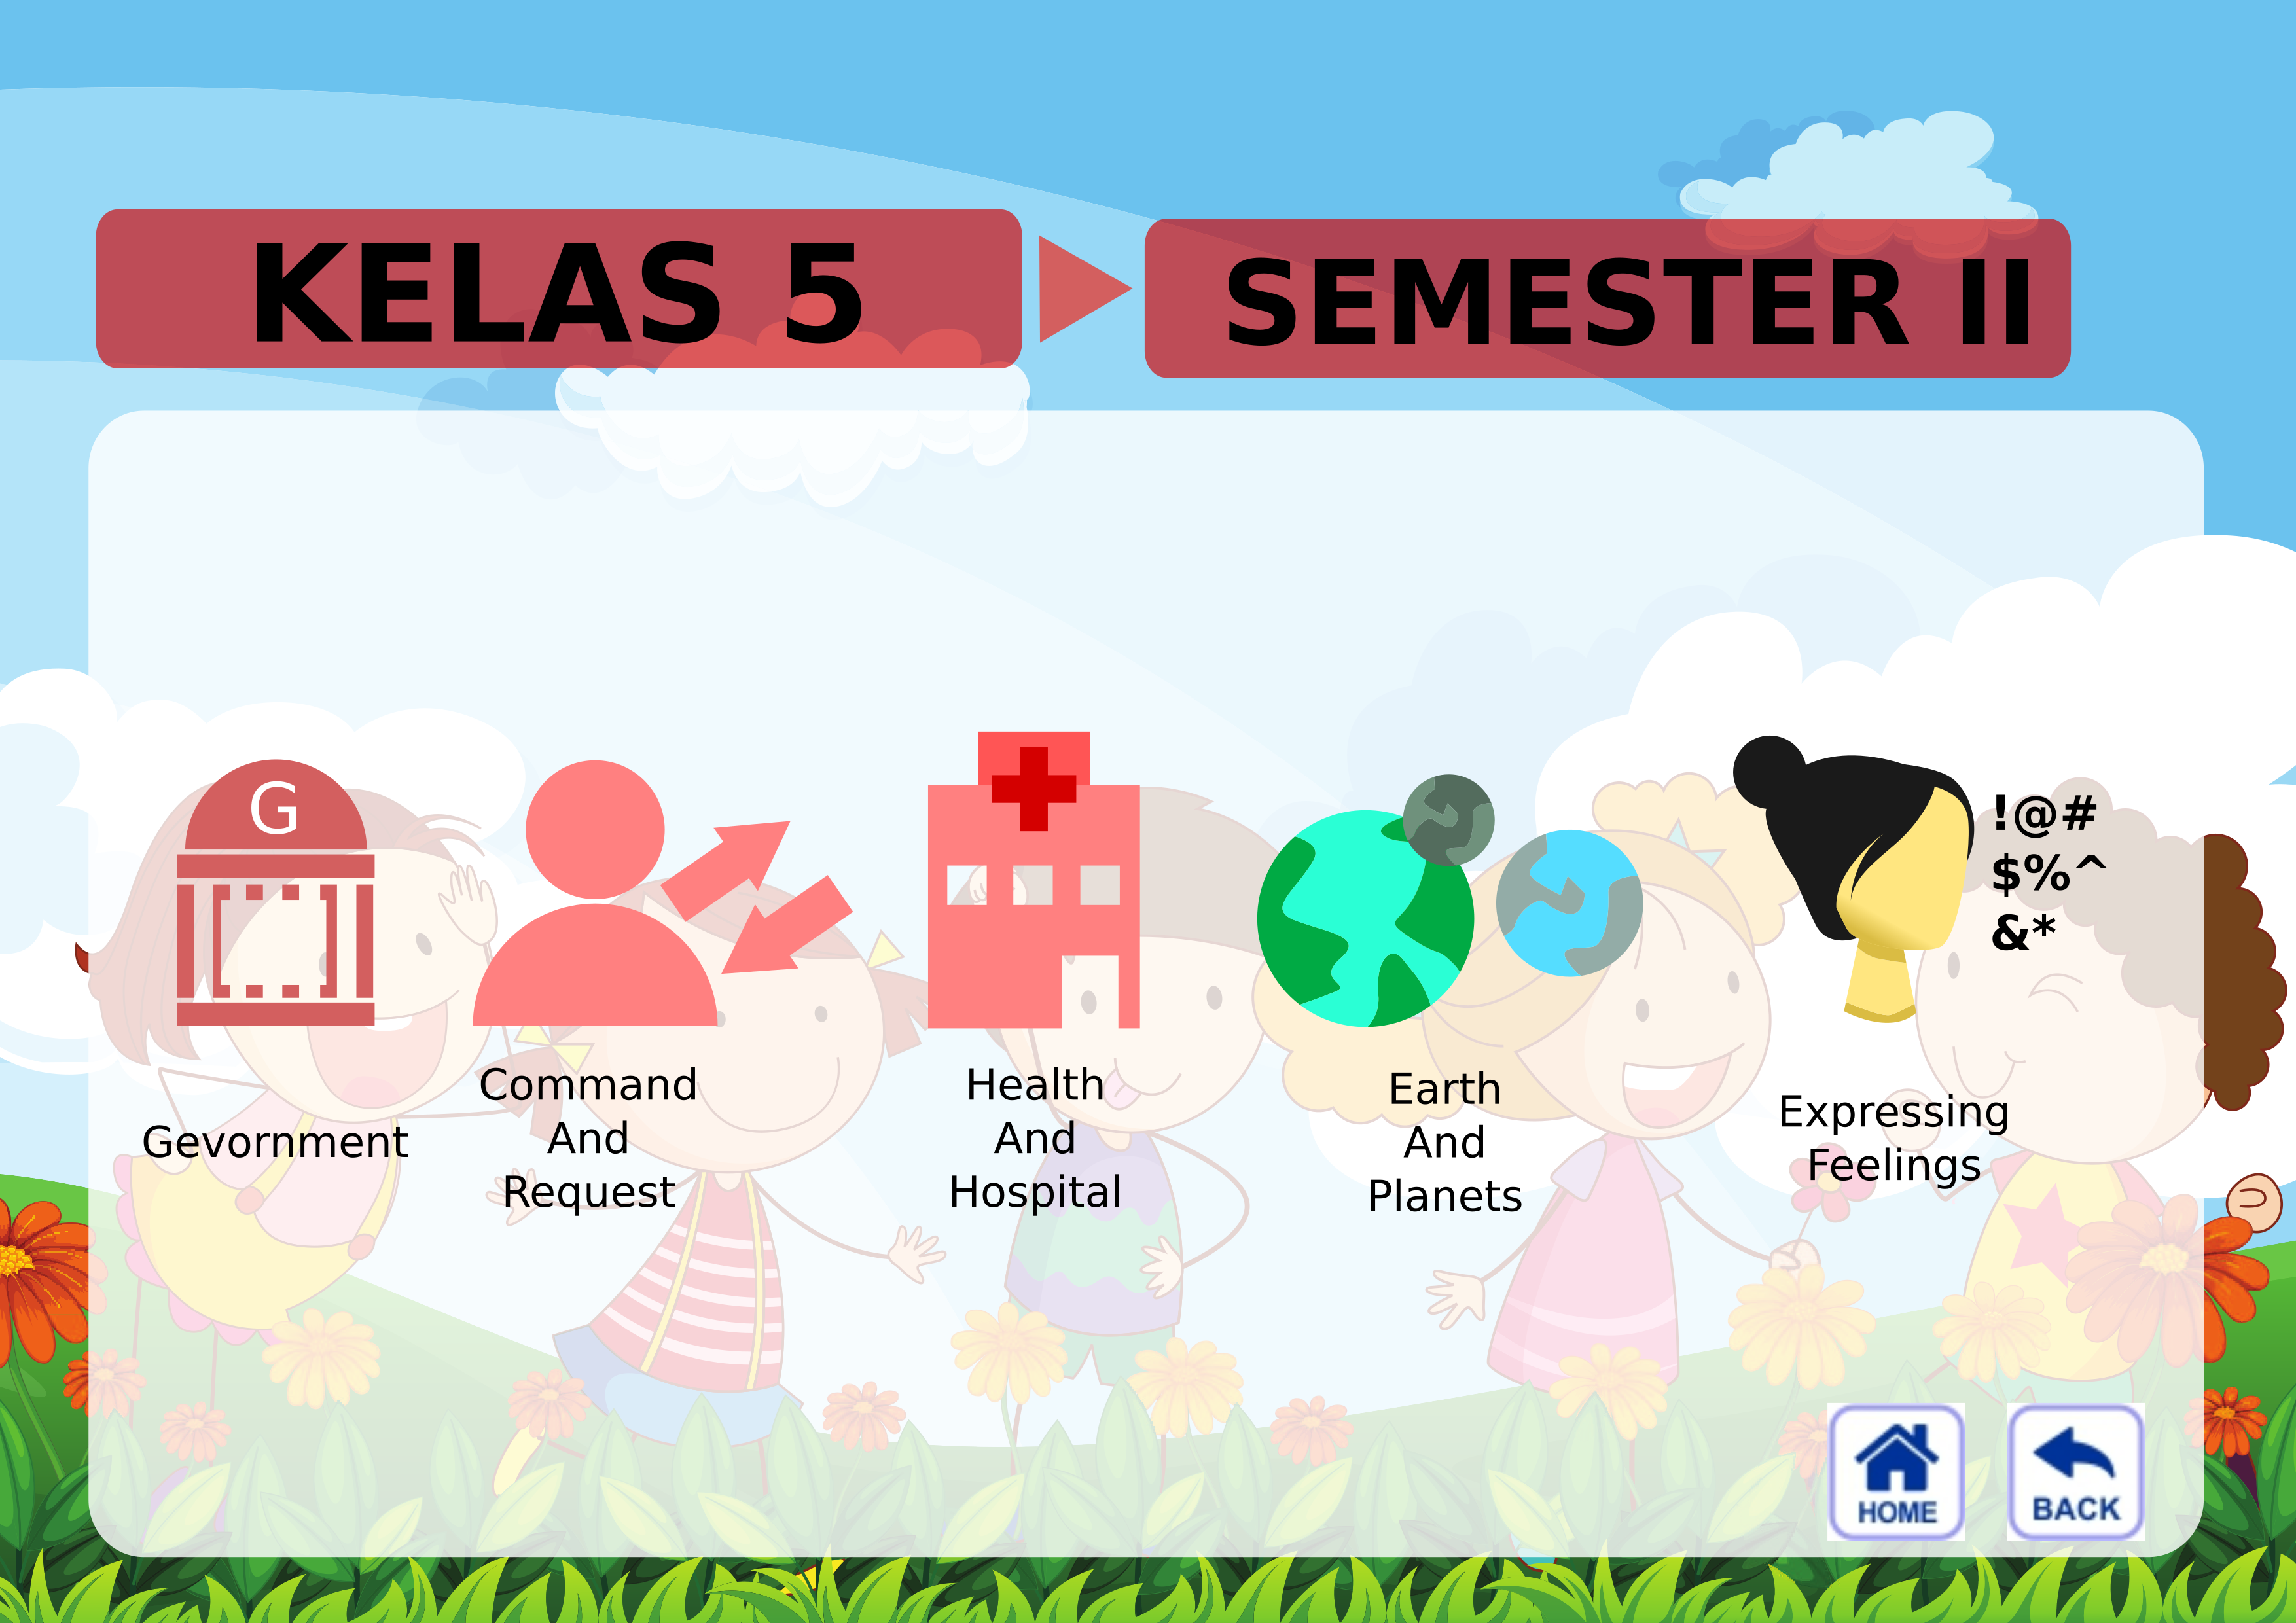 KELAS 5
SEMESTER II
G
Gevornment
Command
And
Request
Health
And
Hospital
Earth
And
Planets
!@#
$%^
&*
Expressing
Feelings
HOME
BACK